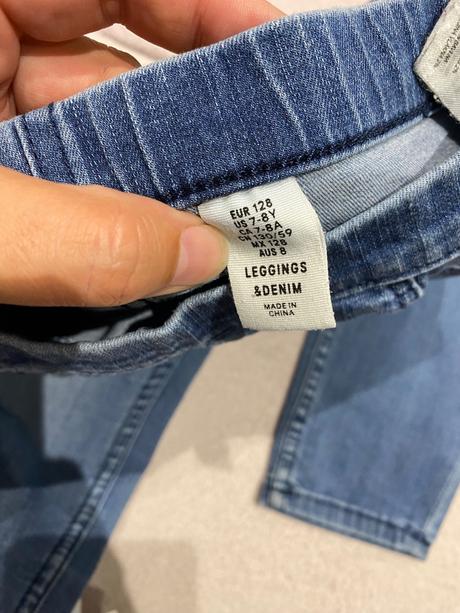 EUR 128
US 7-8Y
CA 7-8A
CN 130/59
MX 128
AUS 8
LEGGINGS
&DENIM
MADE IN
CHINA